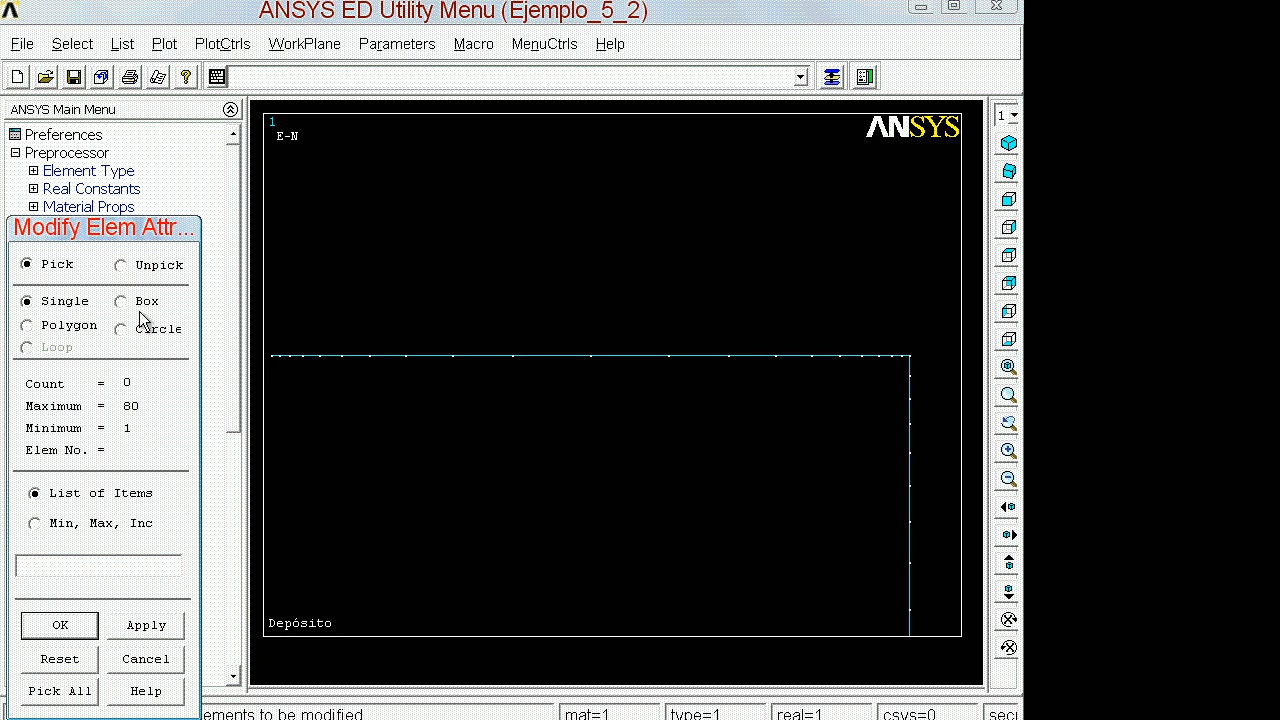 ANSYS ED Utility Menu (Ejemplo_5_2)
File Select List Plot PlotCtrls WorkPlane Parameters Macro MenuCtrls Help
ANSYS Main Menu
Preferences
Preprocessor
Element Type
Real Constants
Material Props
Modify Elem Attr...
Pick Unpick
Single Box
Polygon Circle
Loop
Count = 0
Maximum = 80
Minimum = 1
Elem No. =
List of Items
Min, Max, Inc
OK Apply
Reset Cancel
Pick All Help
1
E-N
ANSYS
Depósito
1
ements to be modified mat=1 type=1 real=1 csys=0 seci